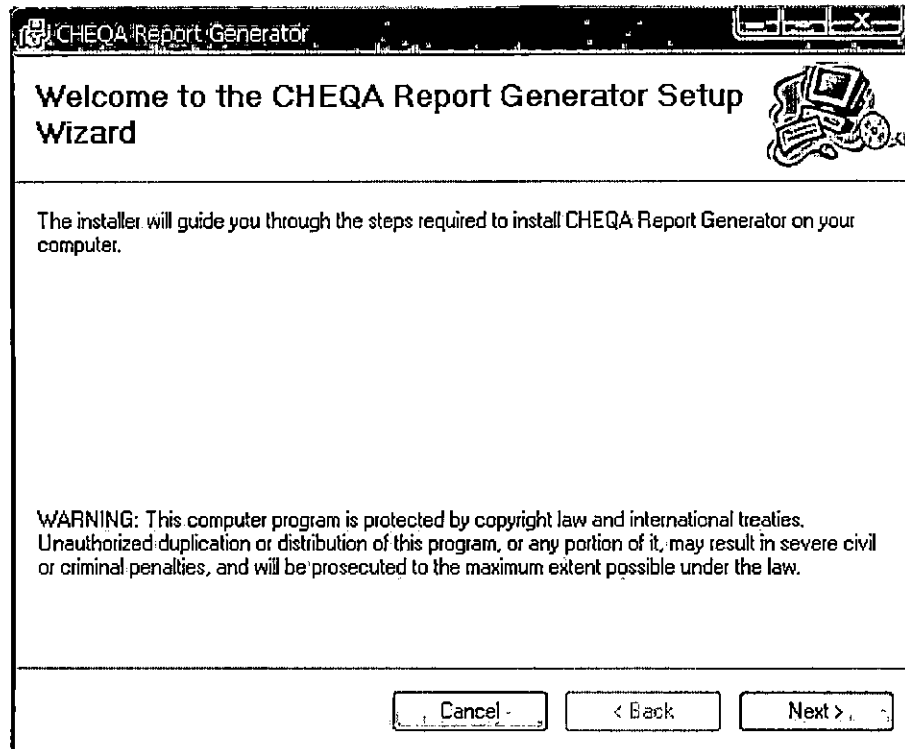 CHEQA Report Generator
Welcome to the CHEQA Report Generator Setup
Wizard
The installer will guide you through the steps required to install CHEQA Report Generator on your
computer.
WARNING: This computer program is protected by copyright law and international treaties.
Unauthorized duplication or distribution of this program, or any portion of it, may result in severe civil
or criminal penalties, and will be prosecuted to the maximum extent possible under the law.
Cancel < Back Next >